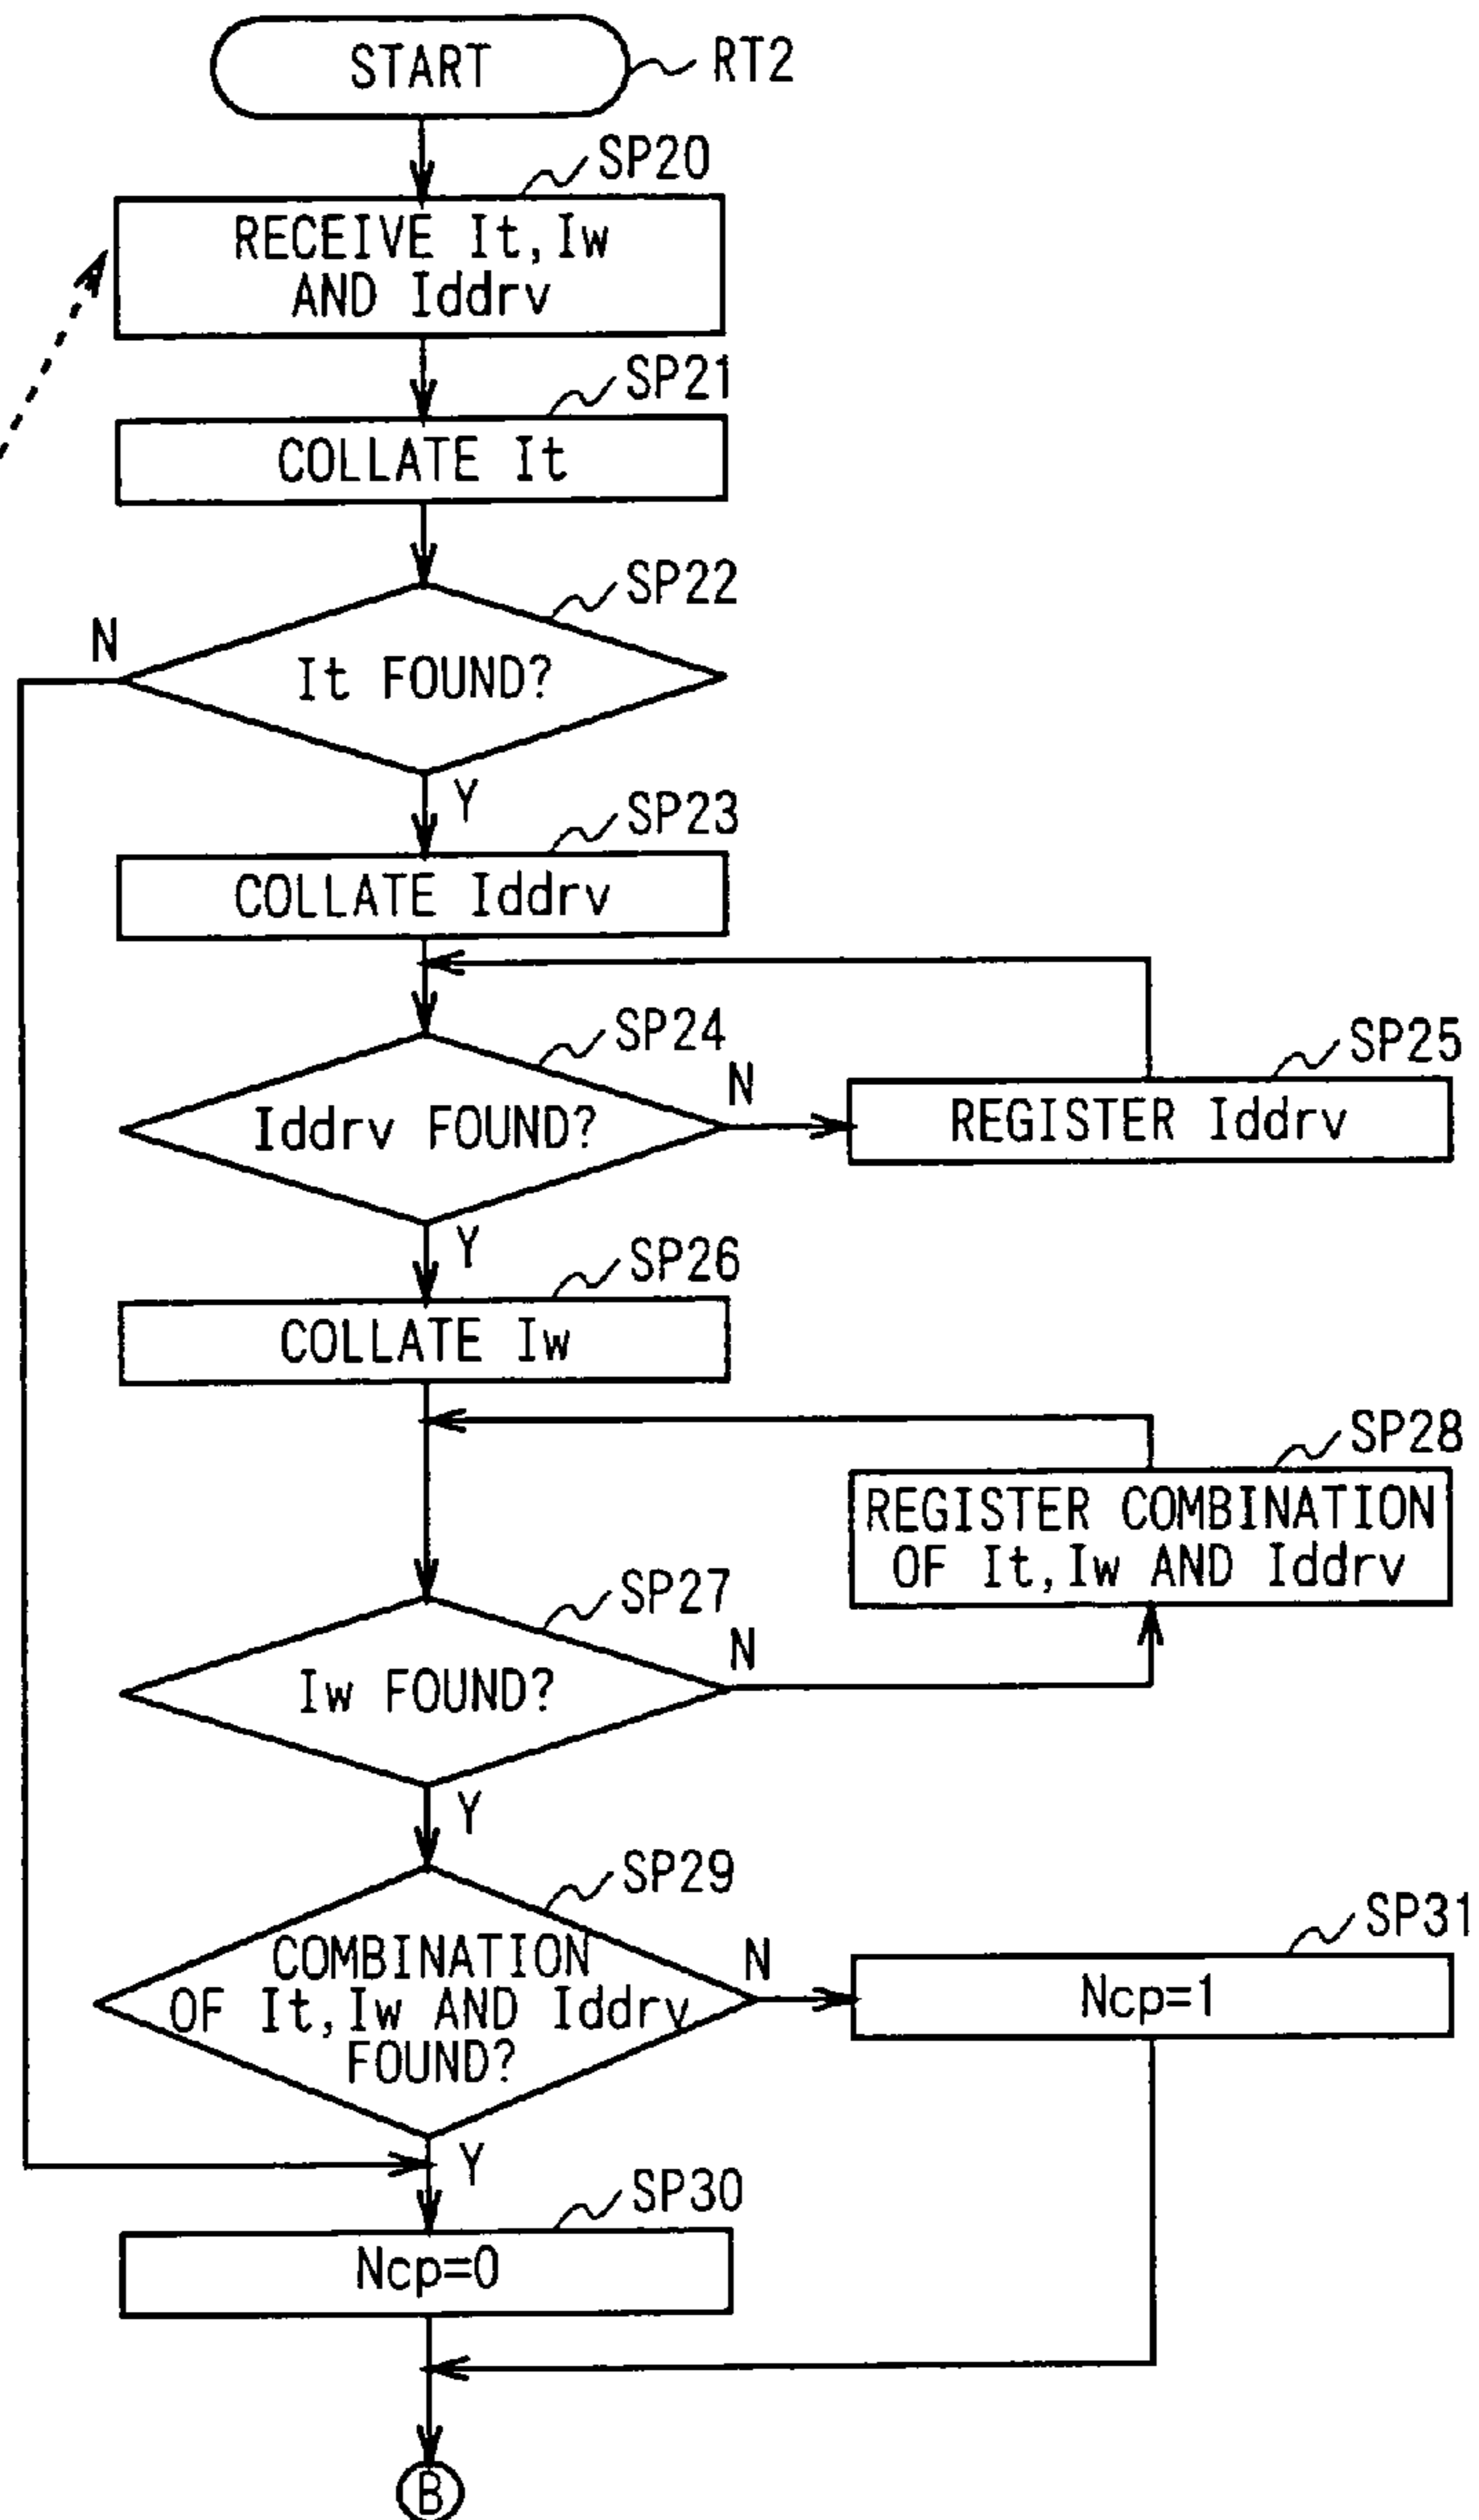 START
RT2
SP20
RECEIVE It,Iw
AND Iddrv
SP21
COLLATE It
SP22
N
It FOUND?
Y
SP23
COLLATE Iddrv
SP24
N
SP25
Iddrv FOUND?
REGISTER Iddrv
Y
SP26
COLLATE Iw
SP28
REGISTER COMBINATION
OF It,Iw AND Iddrv
SP27
N
Iw FOUND?
Y
SP29
SP31
COMBINATION
OF It,Iw AND Iddrv
FOUND?
N
Ncp=1
Y
SP30
Ncp=0
B